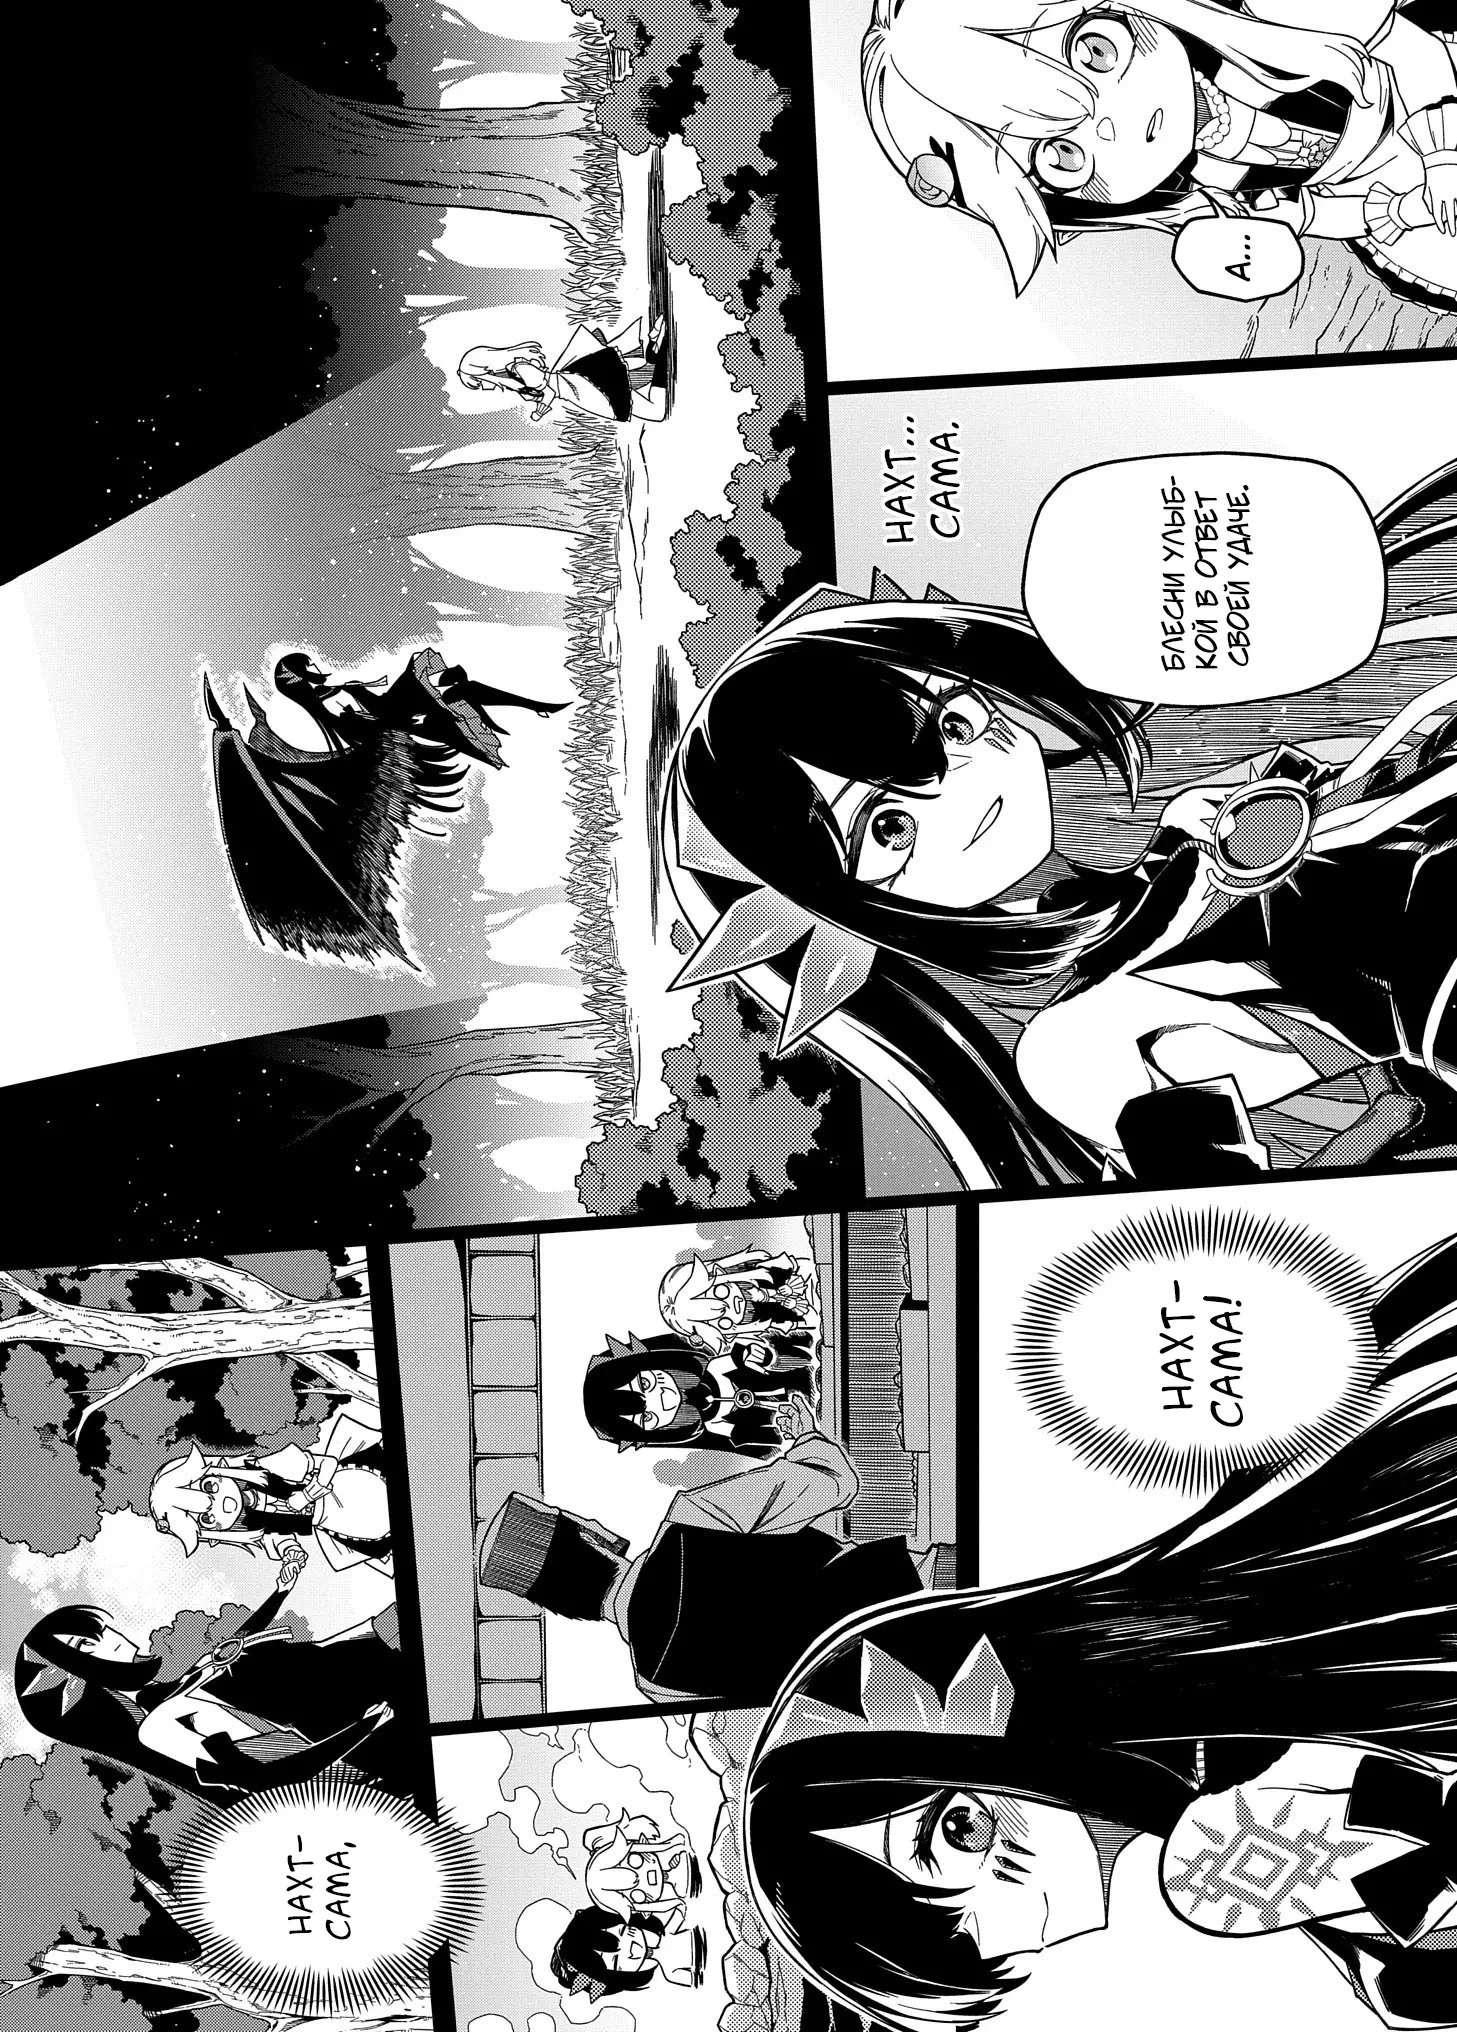 А...
НАХТ...
САМА.
БЛЕСНИ УЛЫБ-
КОЙ В ОТВЕТ
СВОЕЙ УДАЧЕ.
НАХТ-
САМА,
НАХТ-
САМА!